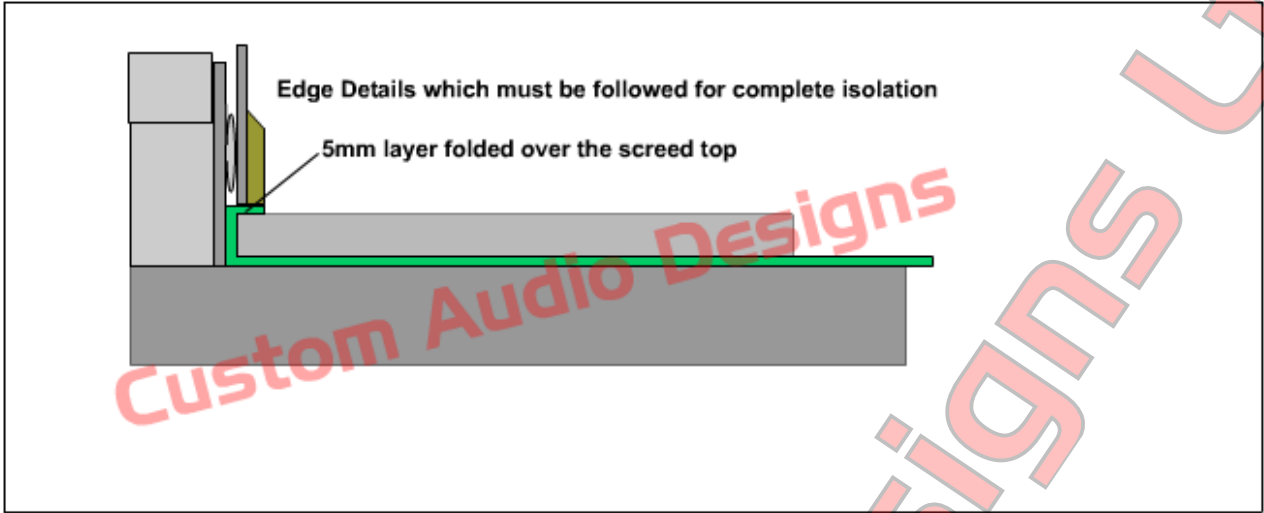 Edge Details which must be followed for complete isolation
5mm layer folded over the screed top
Custom Audio Designs
signs